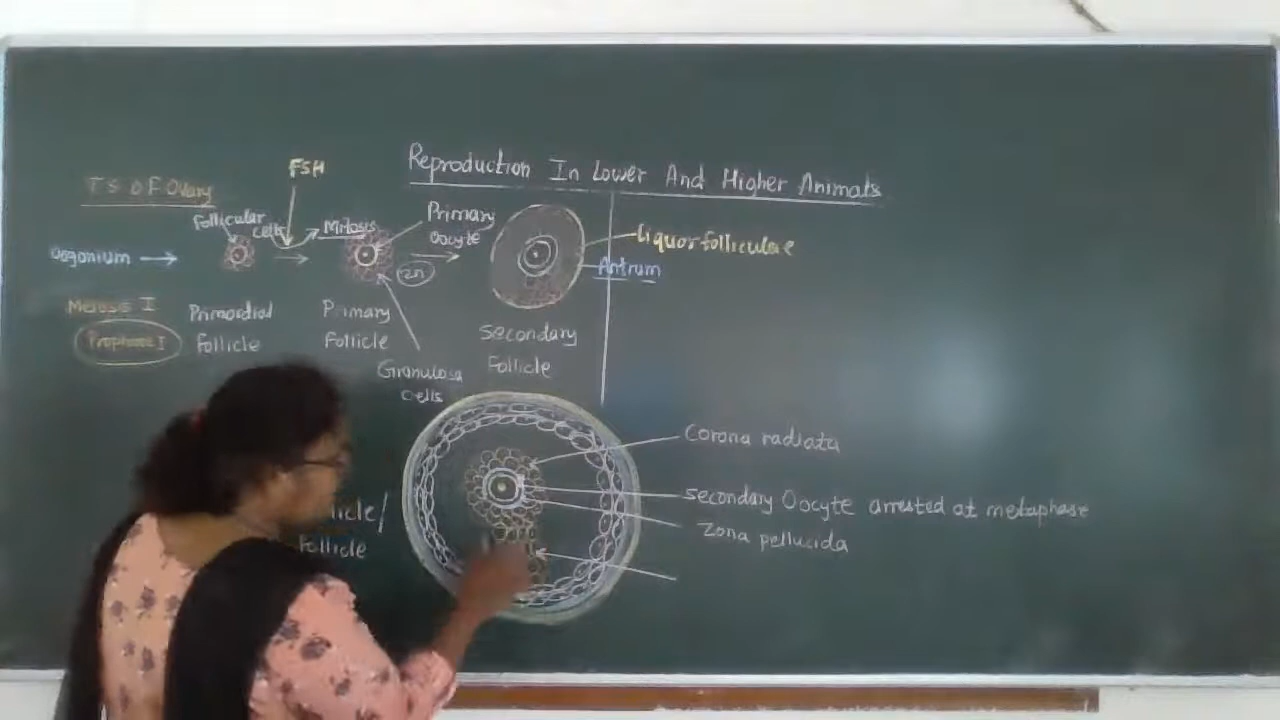 Reproduction In Lower And Higher Animals
T S OF Ovary
FSH
Follicular
cells
Mitosis
Primary
Oocyte
Oogonium
2n
Liquor folliculae
Antrum
Meiosis I
Prophase I
Primordial
Follicle
Primary
Follicle
Secondary
Follicle
Granulosa
Cells
Corona radiata
Secondary Oocyte arrested at metaphase
Zona pellucida
licle/
Follicle